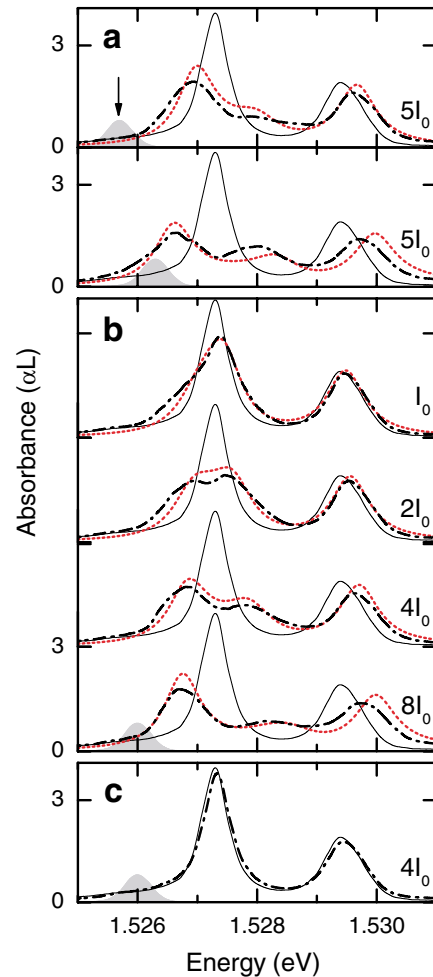 a
3
0
5I₀
3
0
5I₀
b
I₀
2I₀
4I₀
3
0
8I₀
c
3
0
4I₀
1.526 1.528 1.530
Energy (eV)
Absorbance (αL)